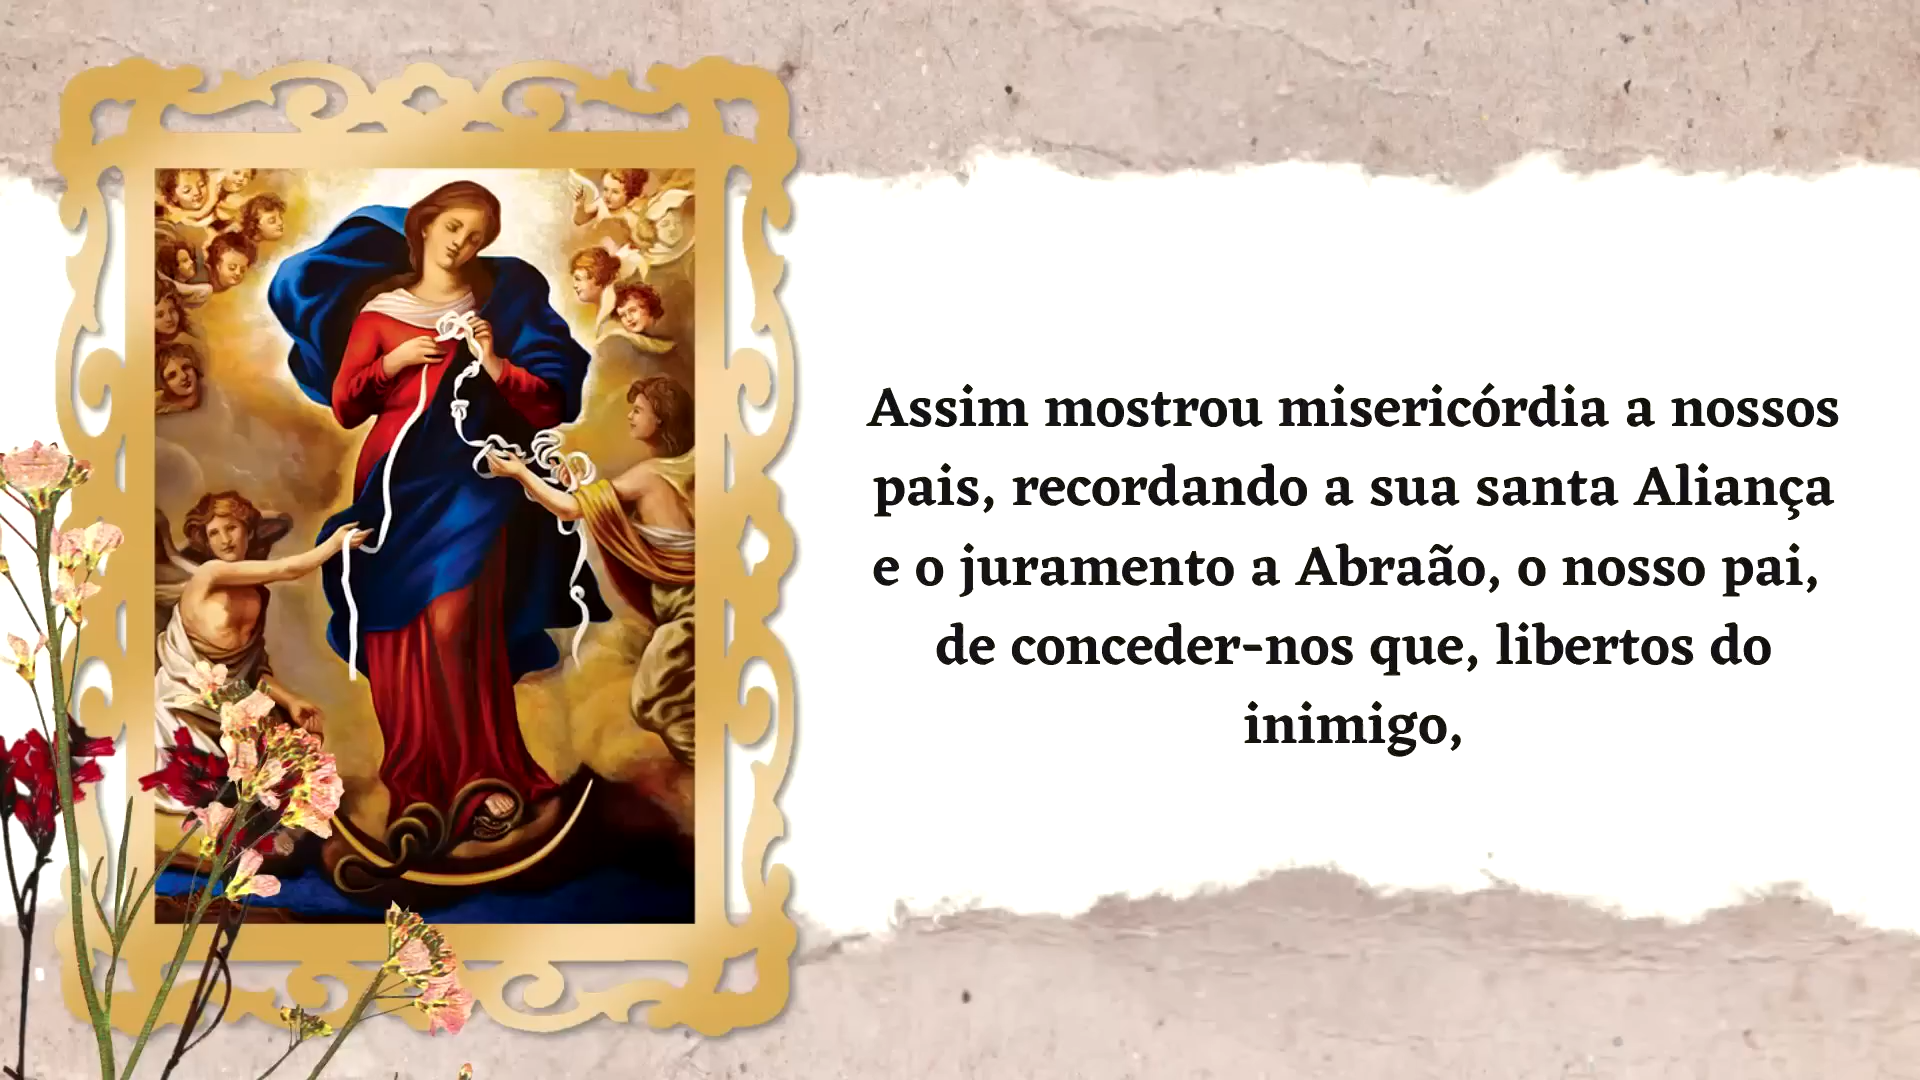 Assim mostrou misericórdia a nossos
pais, recordando a sua santa Aliança
e o juramento a Abraão, o nosso pai,
de conceder-nos que, libertos do
inimigo,